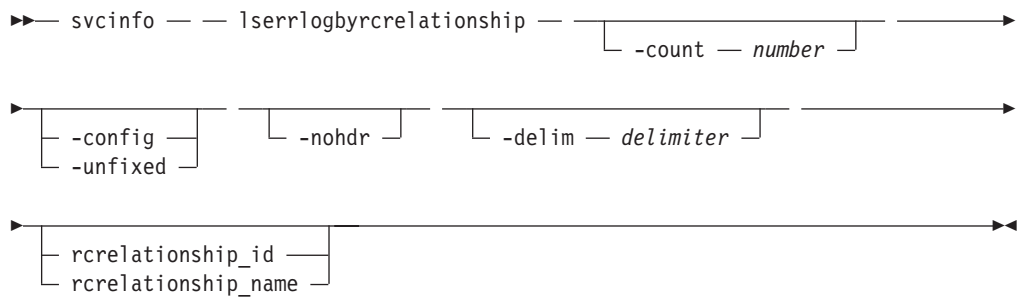 svcinfo lserrlogbyrcrelationship
-count number
-config -nohdr -delim delimiter
-unfixed
rcrelationship_id
rcrelationship_name